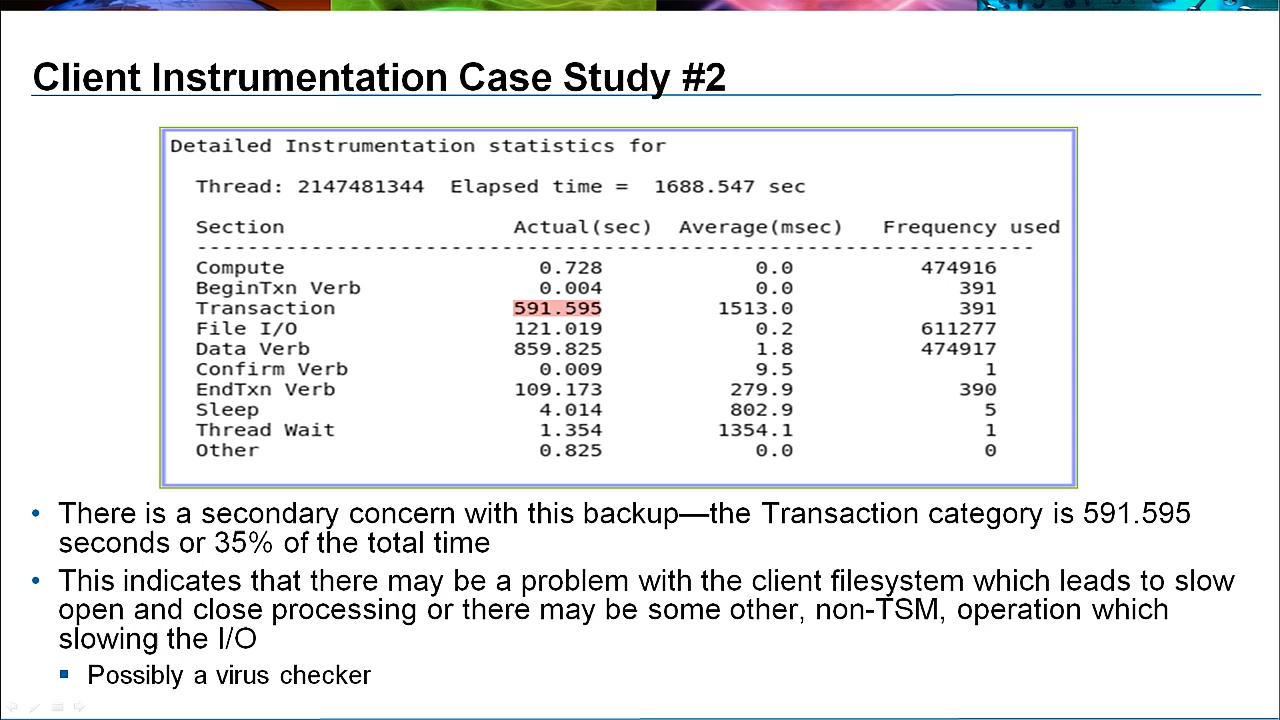 Client Instrumentation Case Study #2
Detailed Instrumentation statistics for
Thread: 2147481344  Elapsed time =  1688.547 sec
Section  Actual(sec)  Average(msec)  Frequency used
------------------------------------------------------------------
Compute  0.728  0.0  474916
BeginTxn Verb  0.004  0.0  391
Transaction  591.595  1513.0  391
File I/O  121.019  0.2  611277
Data Verb  859.825  1.8  474917
Confirm Verb  0.009  9.5  1
EndTxn Verb  109.173  279.9  390
Sleep  4.014  802.9  5
Thread Wait  1.354  1354.1  1
Other  0.825  0.0  0
• There is a secondary concern with this backup—the Transaction category is 591.595
seconds or 35% of the total time
• This indicates that there may be a problem with the client filesystem which leads to slow
open and close processing or there may be some other, non-TSM, operation which
slowing the I/O
▪ Possibly a virus checker